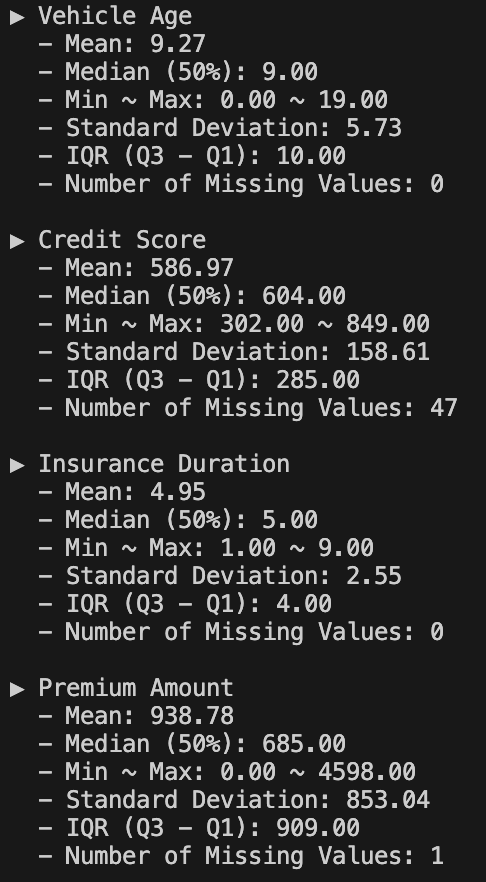 ▶ Vehicle Age
– Mean: 9.27
– Median (50%): 9.00
– Min ~ Max: 0.00 ~ 19.00
– Standard Deviation: 5.73
– IQR (Q3 – Q1): 10.00
– Number of Missing Values: 0
▶ Credit Score
– Mean: 586.97
– Median (50%): 604.00
– Min ~ Max: 302.00 ~ 849.00
– Standard Deviation: 158.61
– IQR (Q3 – Q1): 285.00
– Number of Missing Values: 47
▶ Insurance Duration
– Mean: 4.95
– Median (50%): 5.00
– Min ~ Max: 1.00 ~ 9.00
– Standard Deviation: 2.55
– IQR (Q3 – Q1): 4.00
– Number of Missing Values: 0
▶ Premium Amount
– Mean: 938.78
– Median (50%): 685.00
– Min ~ Max: 0.00 ~ 4598.00
– Standard Deviation: 853.04
– IQR (Q3 – Q1): 909.00
– Number of Missing Values: 1